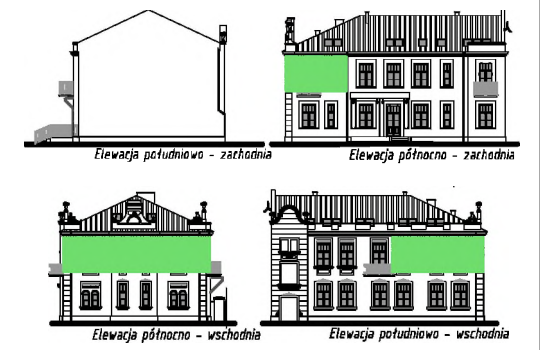 Elewacja południowo - zachodnia
Elewacja północno - zachodnia
Elewacja północno - wschodnia
Elewacja południowo - wschodnia